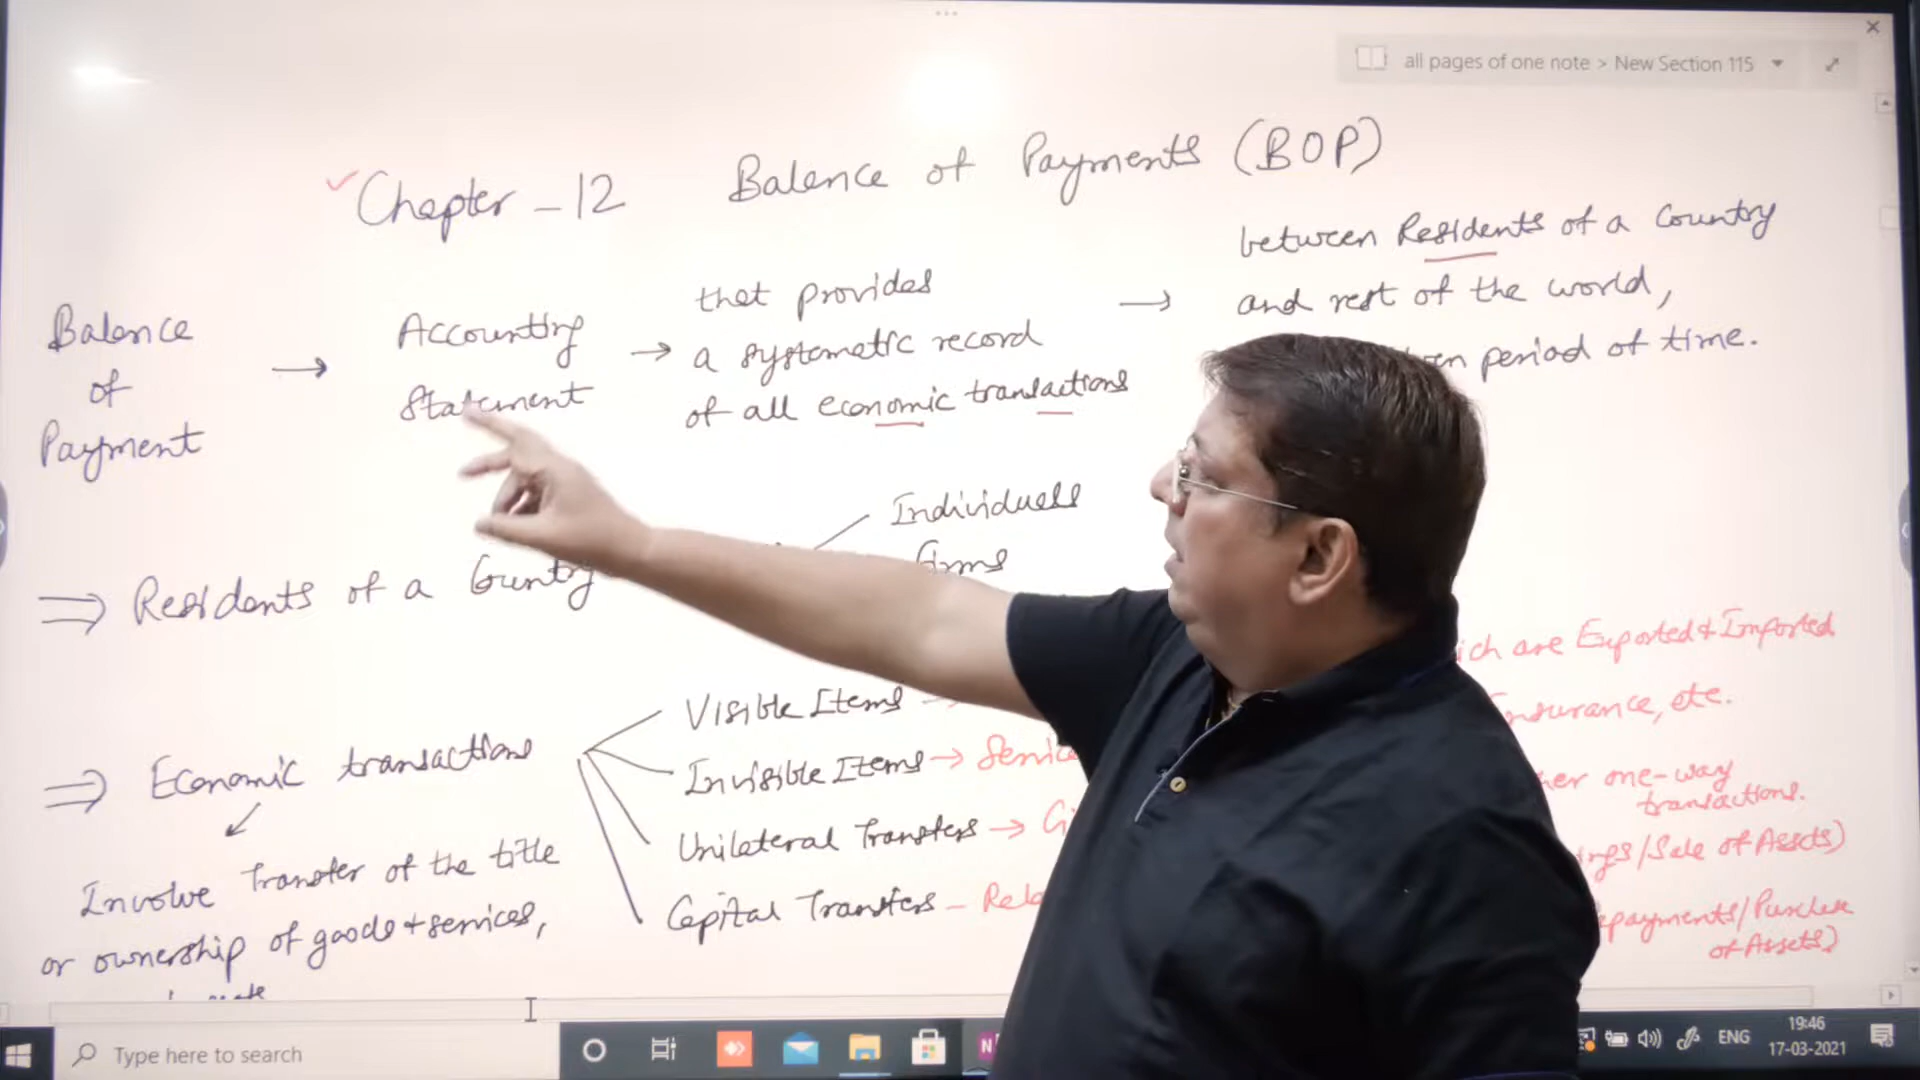 all pages of one note > New Section 115
Chapter - 12 Balance of Payments (BOP)
Balance
of
Payment
→
Accounting
Statement
→
that provides
a systematic record
of all economic transactions
→
between Residents of a Country
and rest of the world,
period of time.
⇒ Residents of a Country
Individuals
Firms
⇒ Economic transactions
Involve Transfer of the title
or ownership of goods + services,
Visible Items →
Invisible Items →
Unilateral Transfers →
Capital Transfers -
are Exported + Imported
Insurance, etc.
one-way
transactions.
/Sale of Assets)
/Purchase
of Assets)
Type here to search
ENG
19:46
17-03-2021